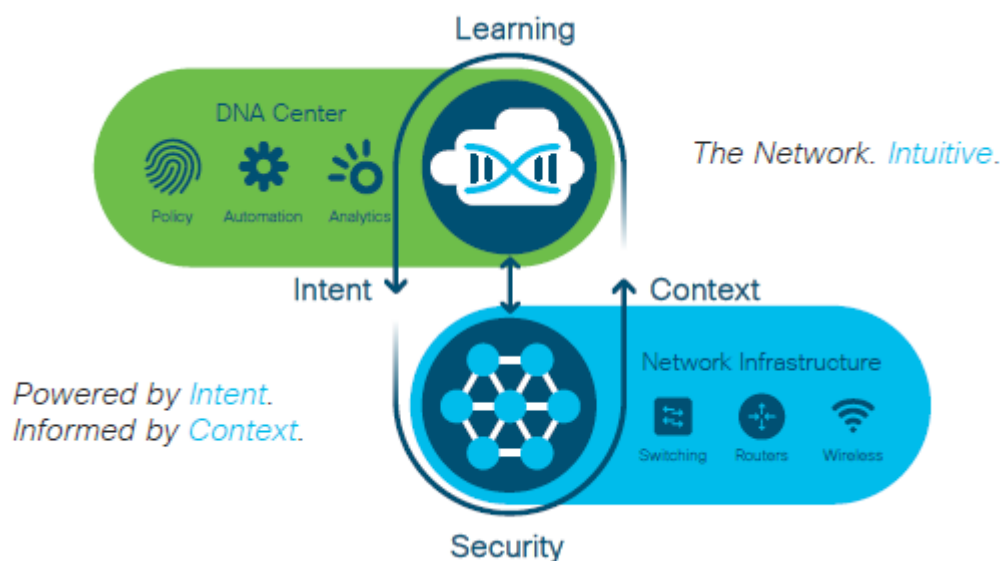 Learning
DNA Center
Policy Automation Analytics
The Network. Intuitive.
Intent
Context
Network Infrastructure
Switching Routers Wireless
Powered by Intent.
Informed by Context.
Security